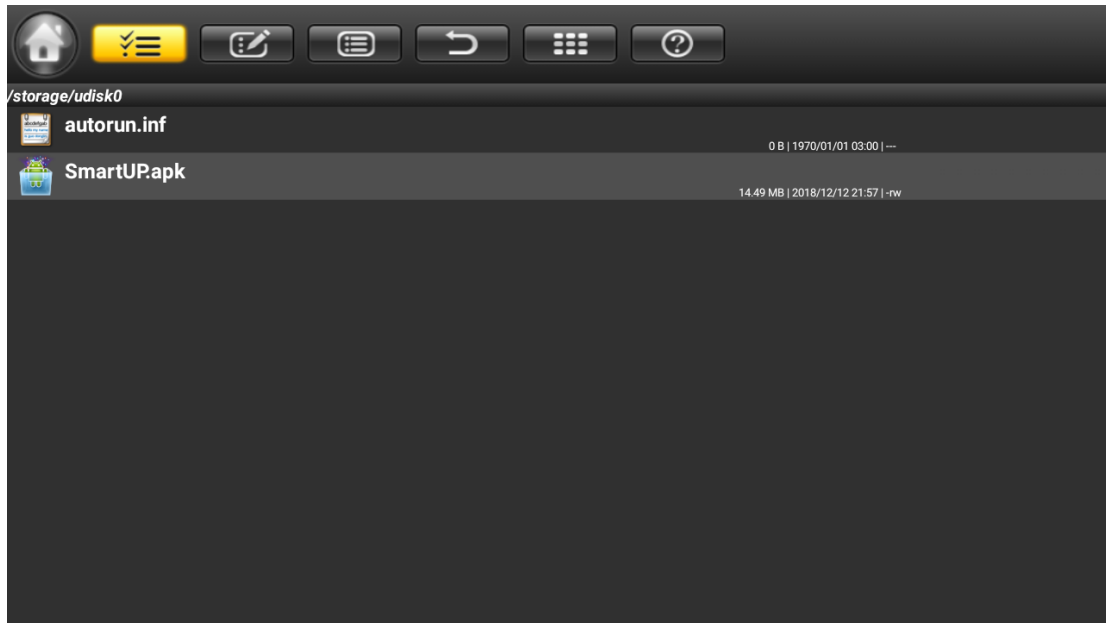 /storage/udisk0
autorun.inf
0 B | 1970/01/01 03:00 | ---
SmartUP.apk
14.49 MB | 2018/12/12 21:57 | -rw